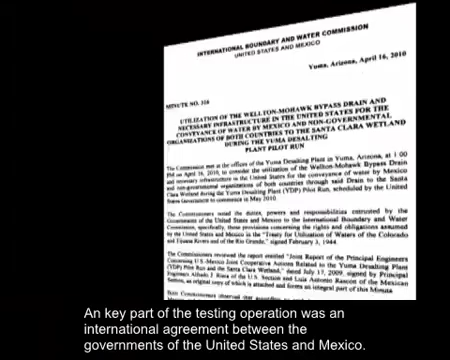 INTERNATIONAL BOUNDARY AND WATER COMMISSION
UNITED STATES AND MEXICO
Yuma, Arizona, April 16, 2010
MINUTE NO. 316
UTILIZATION OF THE WELLTON-MOHAWK BYPASS DRAIN AND
NECESSARY INFRASTRUCTURE IN THE UNITED STATES FOR THE
CONVEYANCE OF WATER BY MEXICO AND NON-GOVERNMENTAL
ORGANIZATIONS OF BOTH COUNTRIES TO THE SANTA CLARA WETLAND
DURING THE YUMA DESALTING
PLANT PILOT RUN
The Commission met at the offices of the Yuma Desalting Plant in Yuma, Arizona, at 1:00
PM on April 16, 2010, to consider the utilization of the Wellton-Mohawk Bypass Drain
and necessary infrastructure in the United States for the conveyance of water by Mexico
and non-governmental organizations of both countries through said Drain to the Santa
Clara Wetland during the Yuma Desalting Plant (YDP) Pilot Run, scheduled by the United
States Government to commence in May 2010.
The Commissioners noted the duties, powers and responsibilities entrusted by the
Governments of the United States and Mexico to the International Boundary and Water
Commission, specifically, those provisions concerning the rights and obligations assumed
by the United States and Mexico in the "Treaty for Utilization of Waters of the Colorado
and Tijuana Rivers and of the Rio Grande," signed February 3, 1944.
The Commissioners reviewed the report entitled "Joint Report of the Principal Engineers
Concerning U.S.-Mexico Joint Cooperative Actions Related to the Yuma Desalting Plant
(YDP) Pilot Run and the Santa Clara Wetland," dated July 17, 2009, signed by Principal
Engineers Alfredo J. Riera of the U.S. Section and Luis Antonio Rascon of the Mexican
Section, an original copy of which is attached and forms an integral part of this Minute
Both Commissioners observed that
An key part of the testing operation was an
international agreement between the
governments of the United States and Mexico.